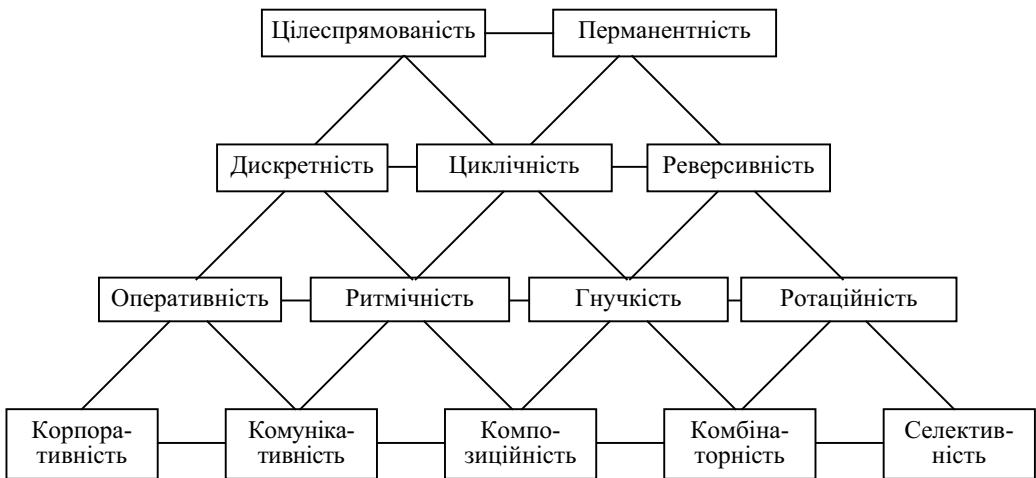 Цілеспрямованість
Перманентність
Дискретність
Циклічність
Реверсивність
Оперативність
Ритмічність
Гнучкість
Ротаційність
Корпора-
тивність
Комуніка-
тивність
Компо-
зиційність
Комбіна-
торність
Селектив-
ність